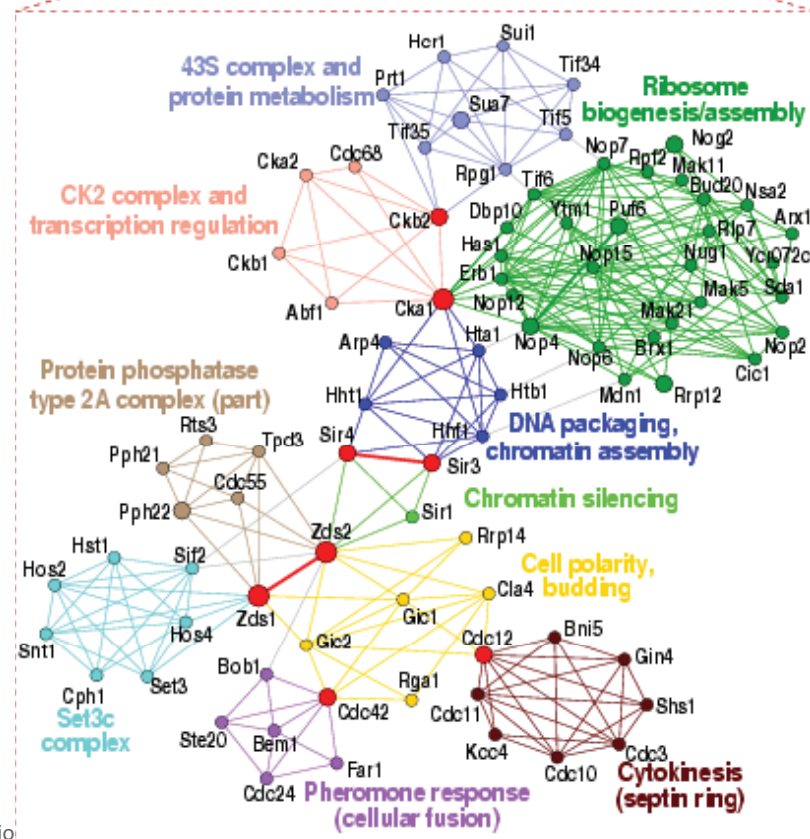 Hcr1
Sui1
43S complex and
protein metabolism
Tif34
Prt1
Sua7
Ribosome
biogenesis/assembly
Tif35
Tif5
Nog2
Cka2
Cdc68
Rpg1
Nop7
Rpf2
Mak11
CK2 complex and
transcription regulation
Tif6
Bud20
Nsa2
Ckb2
Dbp10
Ytm1
Puf6
Rlp7
Arx1
Has1
Nop15
Nug1
Ycr072c
Ckb1
Erb1
Sda1
Abf1
Cka1
Nop12
Mak5
Mak21
Arp4
Hta1
Nop4
Nop6
Brx1
Nop2
Cic1
Protein phosphatase
type 2A complex (part)
Hht1
Htb1
Mdn1
Rrp12
Rts3
Tpd3
Sir4
Hhf1
DNA packaging,
chromatin assembly
Pph21
Cdc55
Sir3
Chromatin silencing
Pph22
Zds2
Sir1
Rrp14
Hst1
Sif2
Cell polarity,
budding
Hos2
Cla4
Zds1
Gic1
Snt1
Hos4
Gic2
Cdc12
Bni5
Gin4
Cph1
Set3
Bob1
Rga1
Set3c
complex
Cdc42
Cdc11
Shs1
Ste20
Bem1
Kcc4
Cdc3
Far1
Cdc10
Cdc24
Pheromone response
(cellular fusion)
Cytokinesis
(septin ring)
io